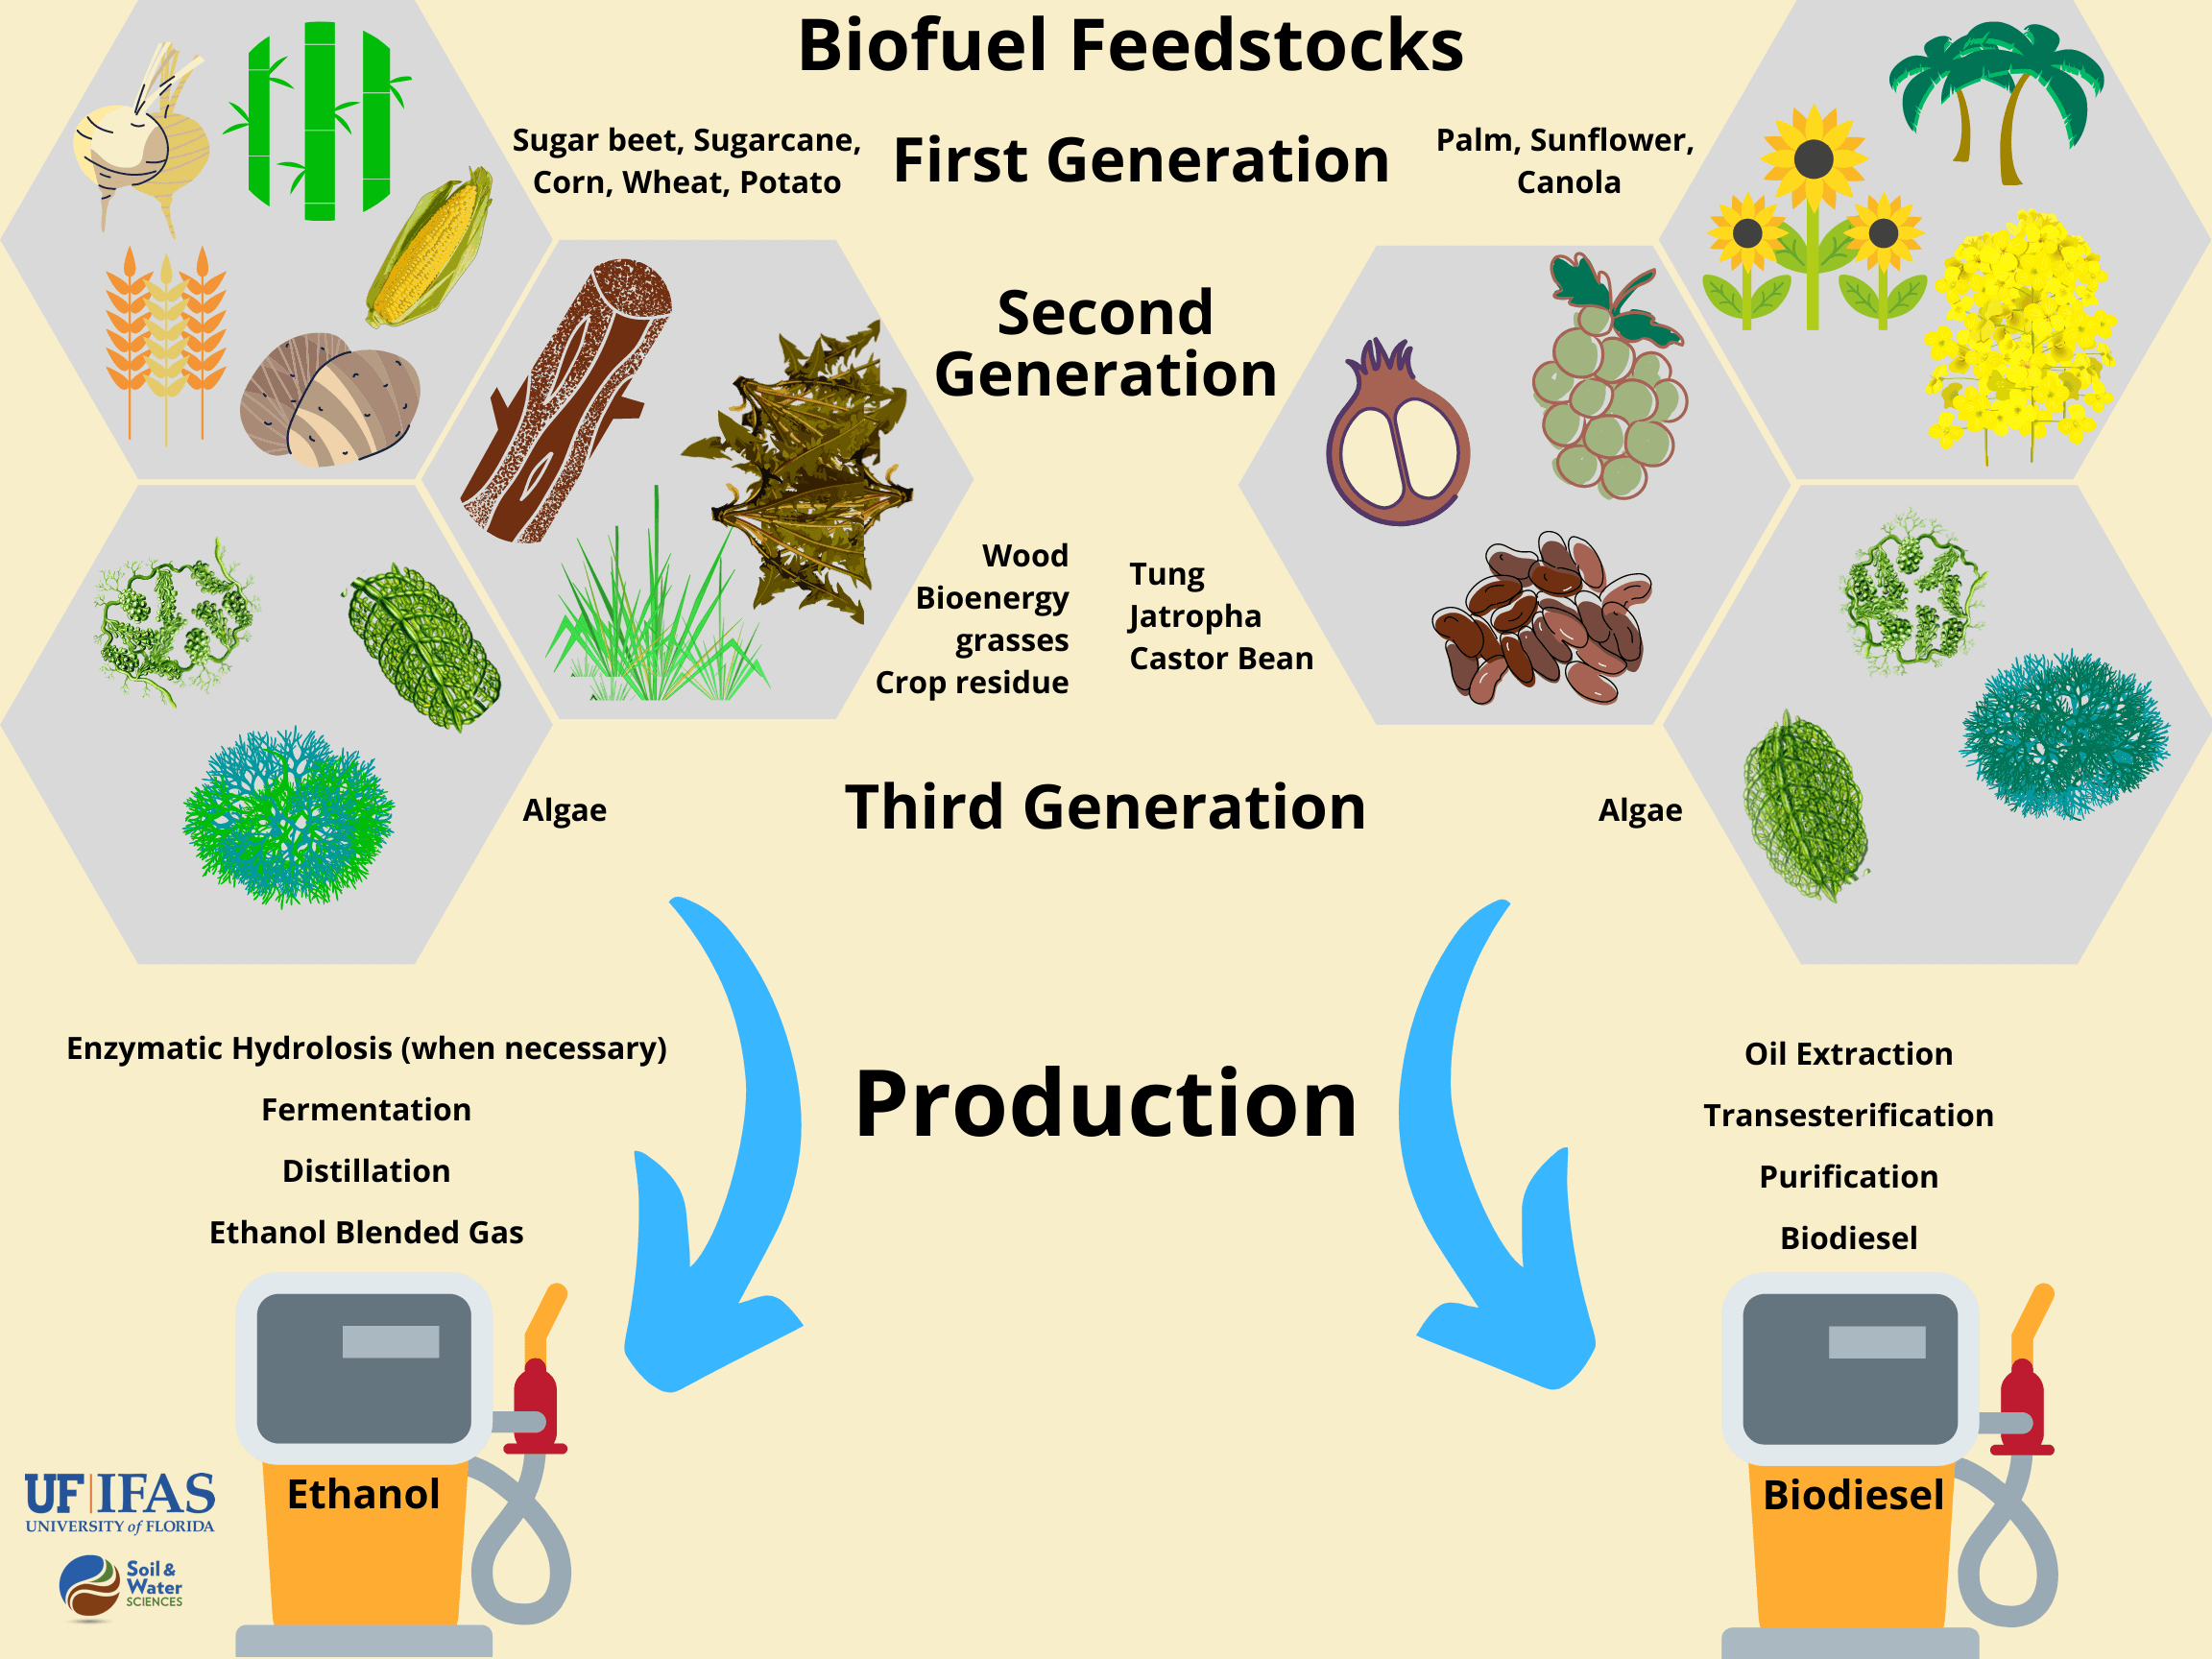 Biofuel Feedstocks
Sugar beet, Sugarcane,
Corn, Wheat, Potato
First Generation
Palm, Sunflower,
Canola
Second
Generation
Wood
Bioenergy
grasses
Crop residue
Tung
Jatropha
Castor Bean
Algae
Third Generation
Algae
Enzymatic Hydrolosis (when necessary)
Fermentation
Distillation
Ethanol Blended Gas
Production
Oil Extraction
Transesterification
Purification
Biodiesel
Ethanol
Biodiesel
UF|IFAS
UNIVERSITY of FLORIDA
Soil &
Water
SCIENCES